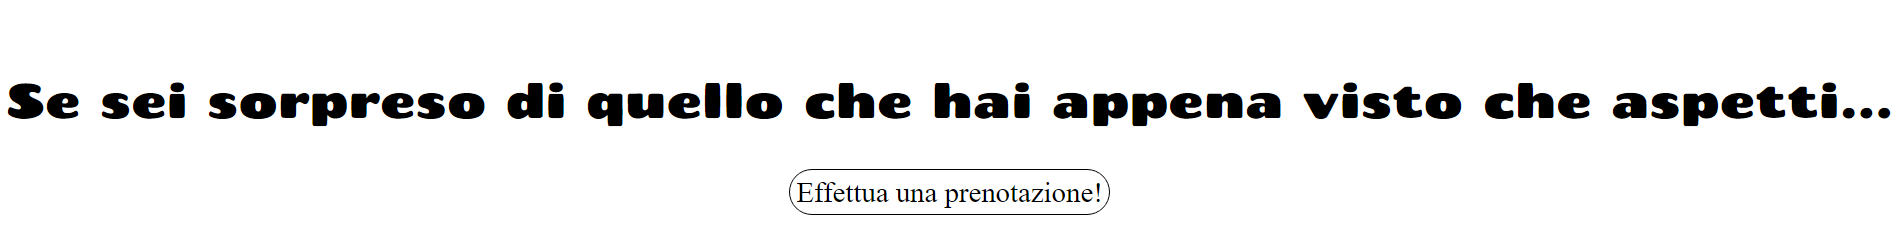 Se sei sorpreso di quello che hai appena visto che aspetti...
Effettua una prenotazione!